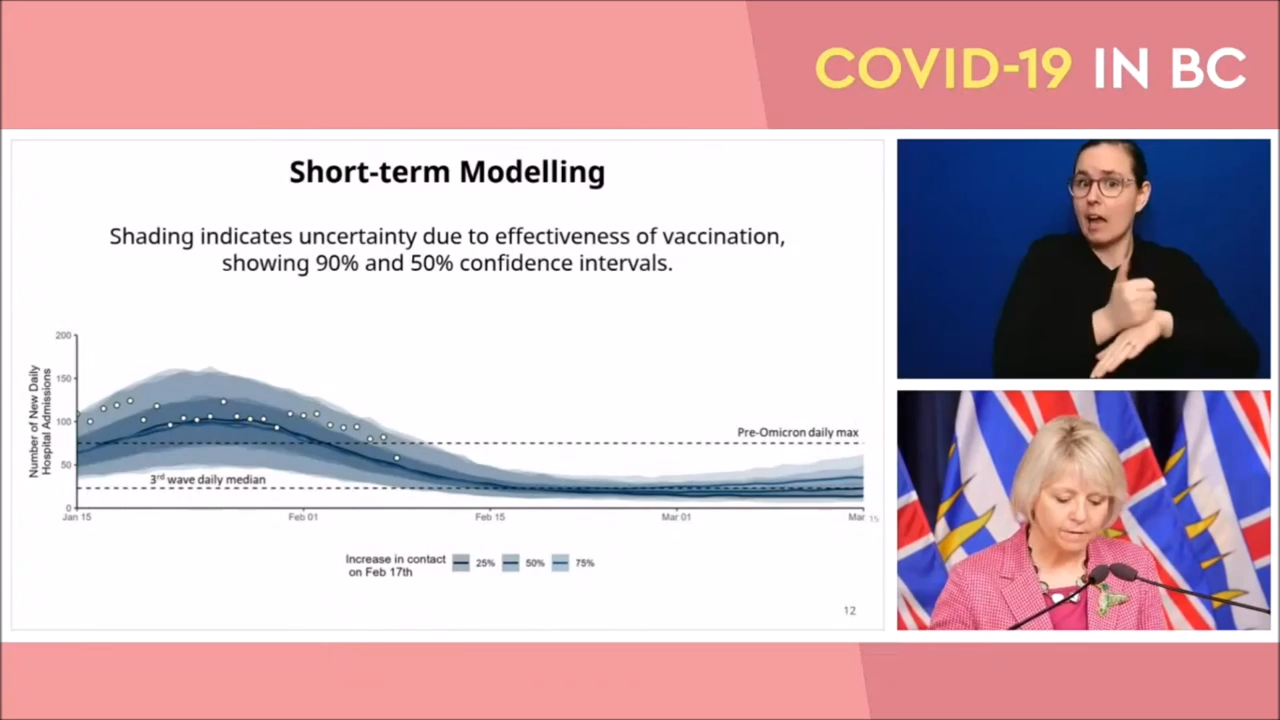 COVID-19 IN BC
Short-term Modelling
Shading indicates uncertainty due to effectiveness of vaccination,
showing 90% and 50% confidence intervals.
Number of New Daily
Hospital Admissions
200
150
100
50
0
Pre-Omicron daily max
3rd wave daily median
Jan 15
Feb 01
Feb 15
Mar 01
Mar 15
Increase in contact
on Feb 17th
25%
50%
75%
12